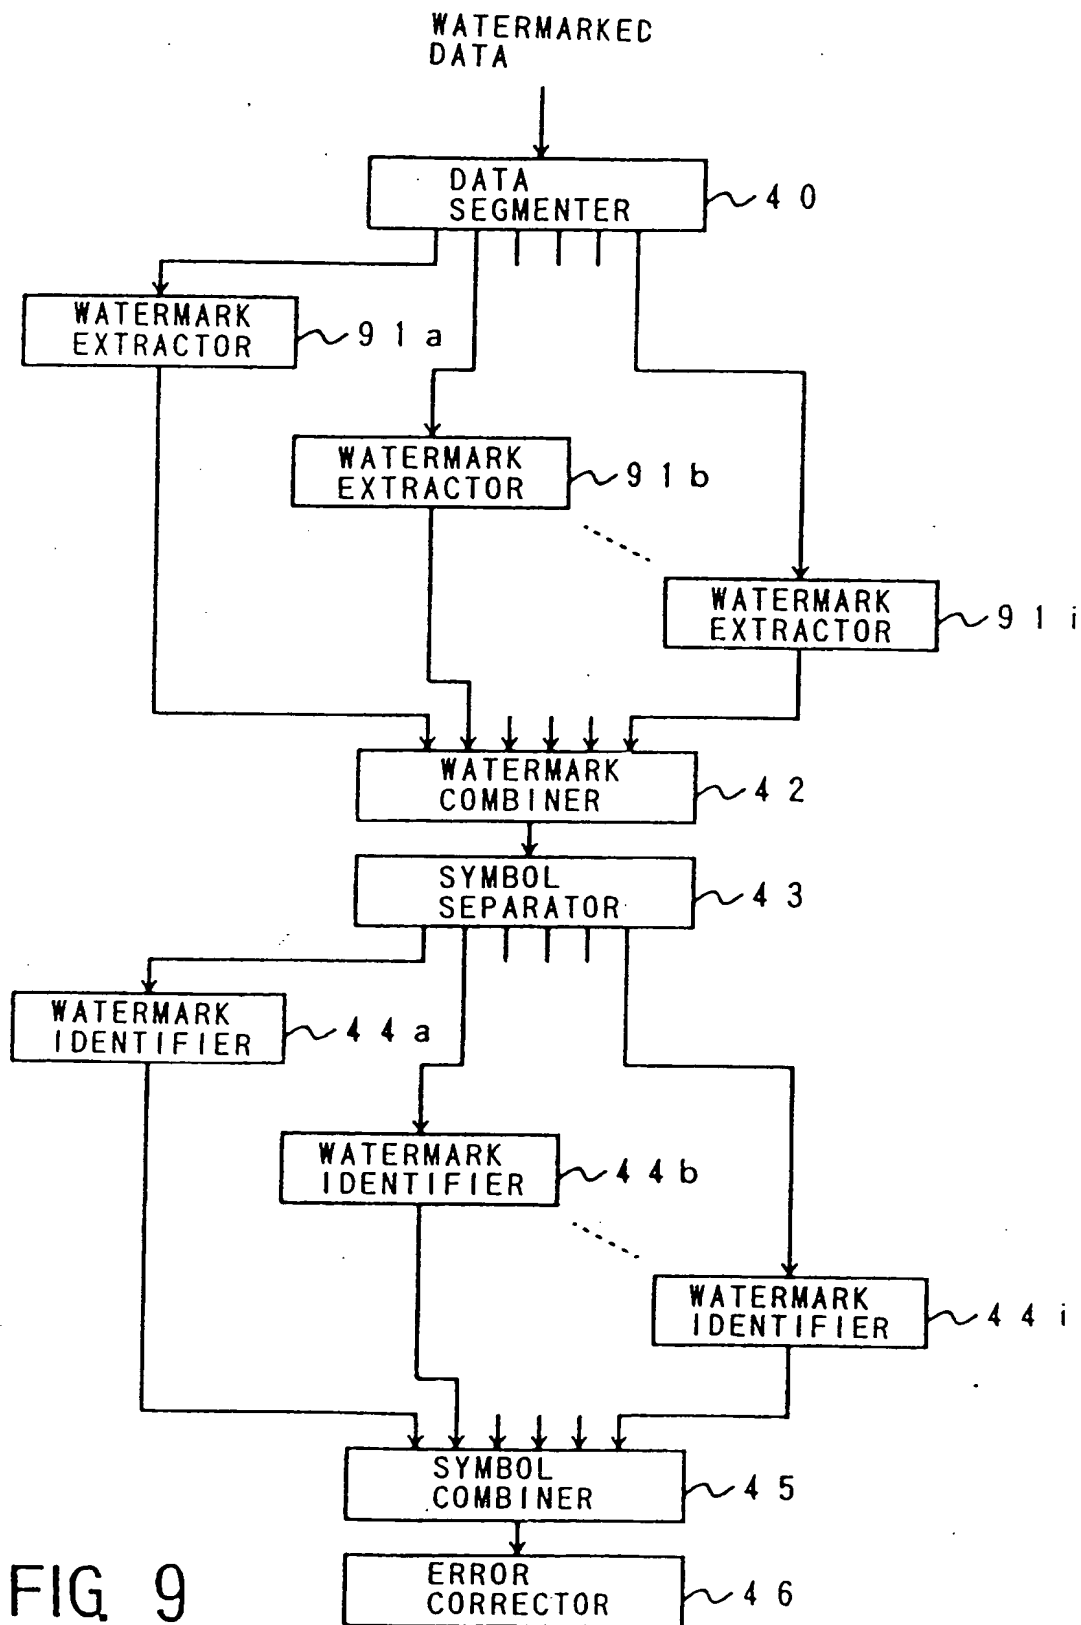 WATERMARKED
DATA
DATA
SEGMENTER
40
WATERMARK
EXTRACTOR
91a
WATERMARK
EXTRACTOR
91b
WATERMARK
EXTRACTOR
91i
WATERMARK
COMBINER
42
SYMBOL
SEPARATOR
43
WATERMARK
IDENTIFIER
44a
WATERMARK
IDENTIFIER
44b
WATERMARK
IDENTIFIER
44i
SYMBOL
COMBINER
45
ERROR
CORRECTOR
46
FIG. 9